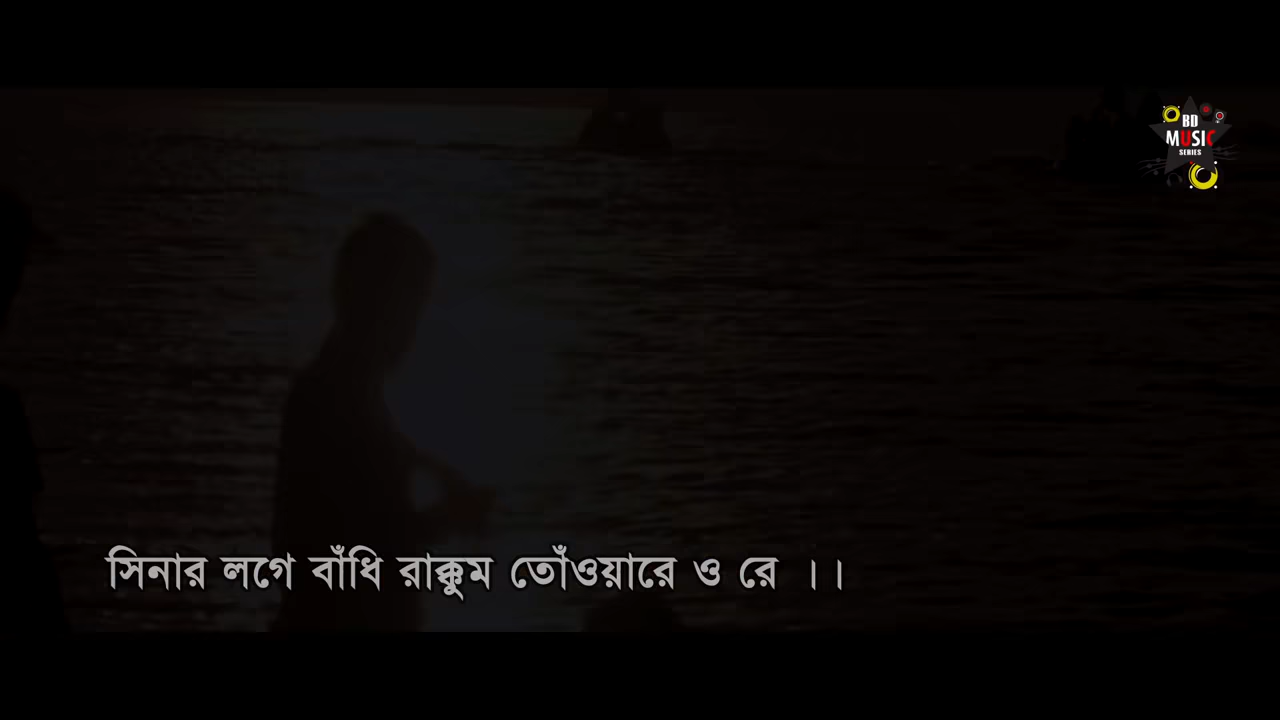 BD
MUSIC
SERIES
সিনার লগে বাঁধি রাক্কুম তোঁওয়ারে ও রে ।।